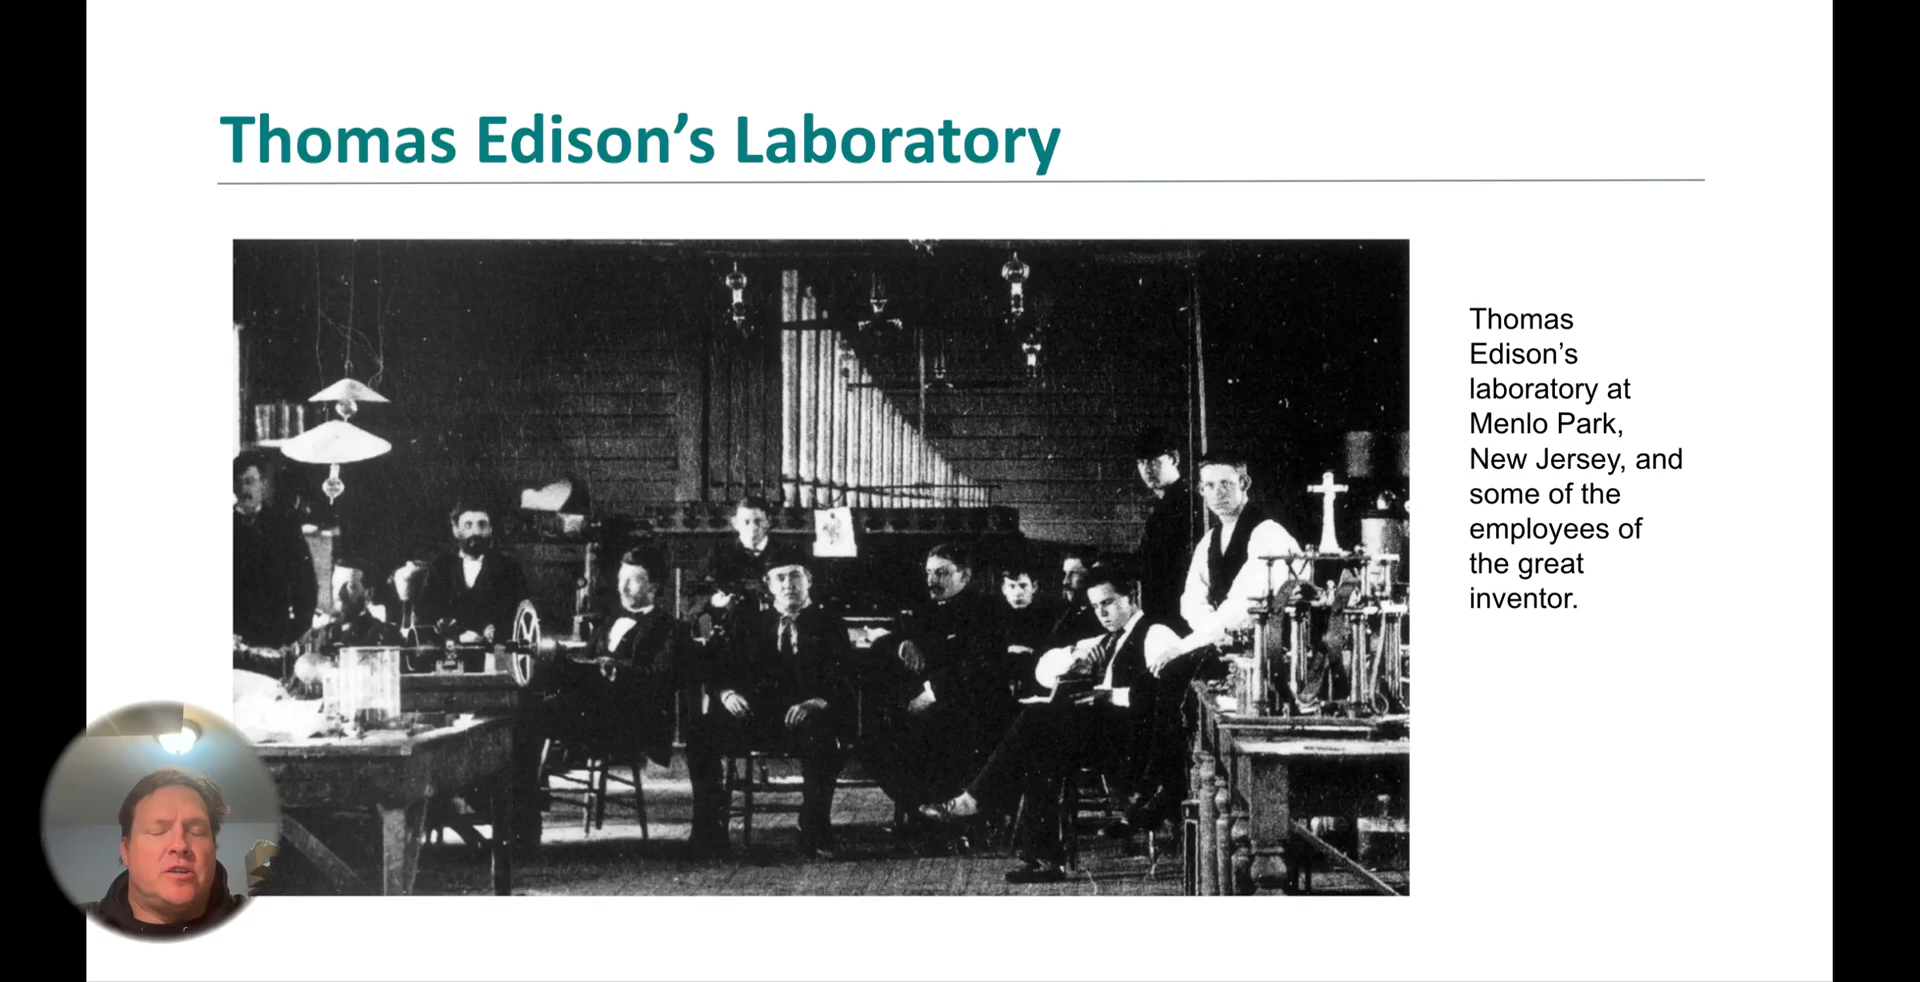 Thomas Edison’s Laboratory
Thomas
Edison’s
laboratory at
Menlo Park,
New Jersey, and
some of the
employees of
the great
inventor.